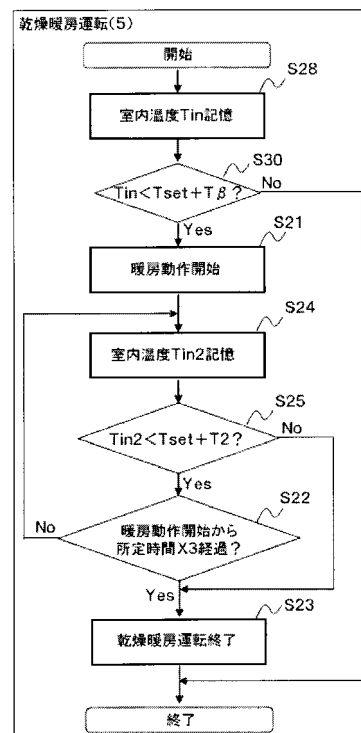 乾燥暖房運転(5)
開始
S28
室内温度Tin記憶
S30
Tin<Tset+Tβ?
No
Yes
S21
暖房動作開始
S24
室内温度Tin2記憶
S25
Tin2<Tset+T2?
No
Yes
S22
No
暖房動作開始から
所定時間X3経過?
Yes
S23
乾燥暖房運転終了
終了